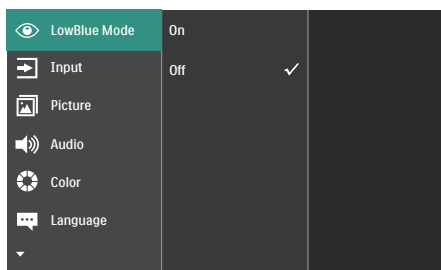 LowBlue Mode
On
Input
Off
Picture
Audio
Color
Language